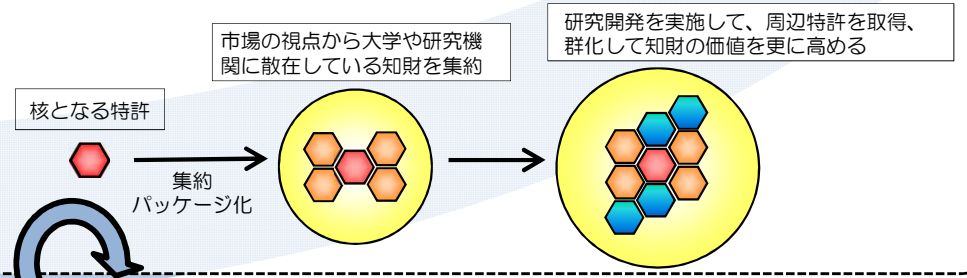 研究開発を実施して、周辺特許を取得、
群化して知財の価値を更に高める
市場の視点から大学や研究機
関に散在している知財を集約
核となる特許
集約
パッケージ化